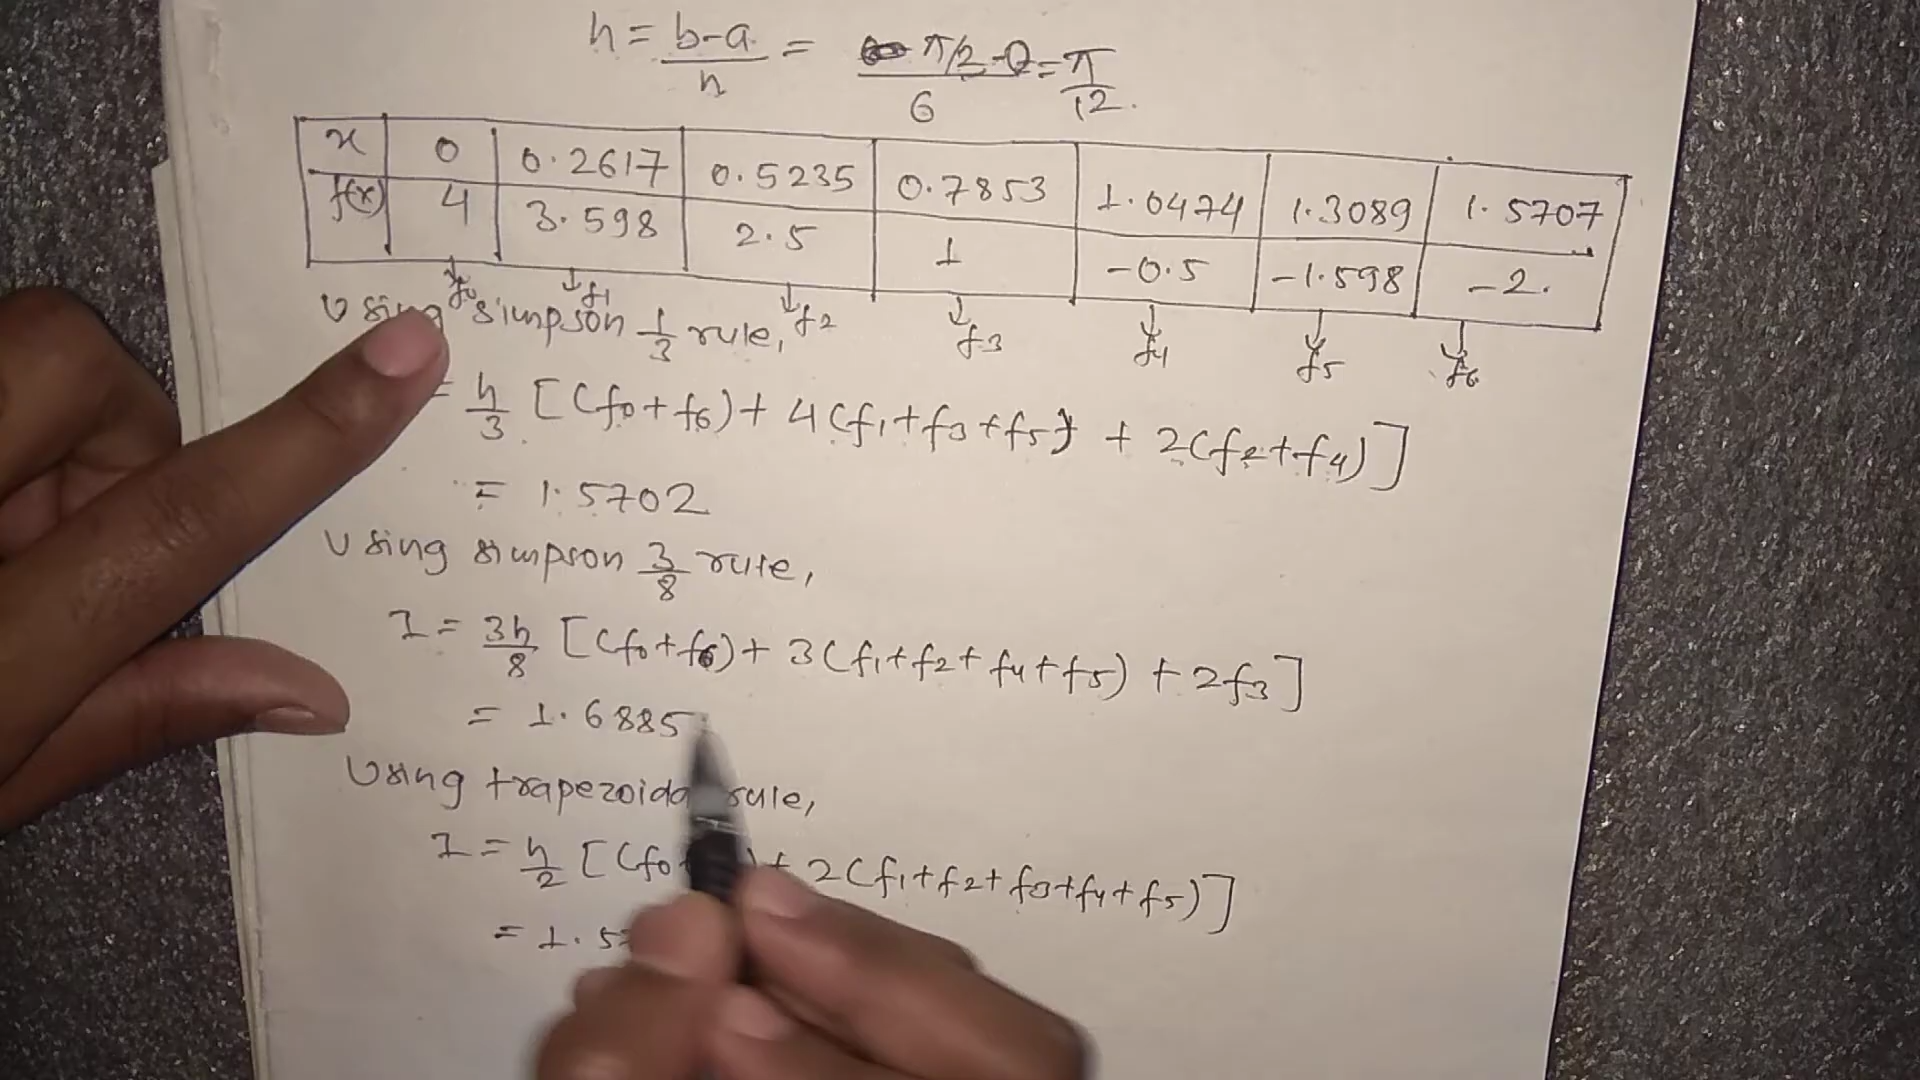 h = b-a / n = π/2 - 0 / 6 = π / 12.
x 0 0.2617 0.5235 0.7853 1.0474 1.3089 1.5707
f(x) 4 3.598 2.5 1 -0.5 -1.598 -2.
↓f0 ↓f1 ↓f2 ↓f3 ↓f4 ↓f5 ↓f6
Using simpson 1/3 rule,
= h/3 [(f0+f6)+ 4(f1+f3+f5) + 2(f2+f4)]
= 1.5702
Using simpson 3/8 rule,
I = 3h/8 [(f0+f6)+ 3(f1+f2+f4+f5) + 2f3]
= 1.6885
Using trapezoidal rule,
I = h/2 [(f0 ) + 2(f1+f2+f3+f4+f5)]
= 1.5